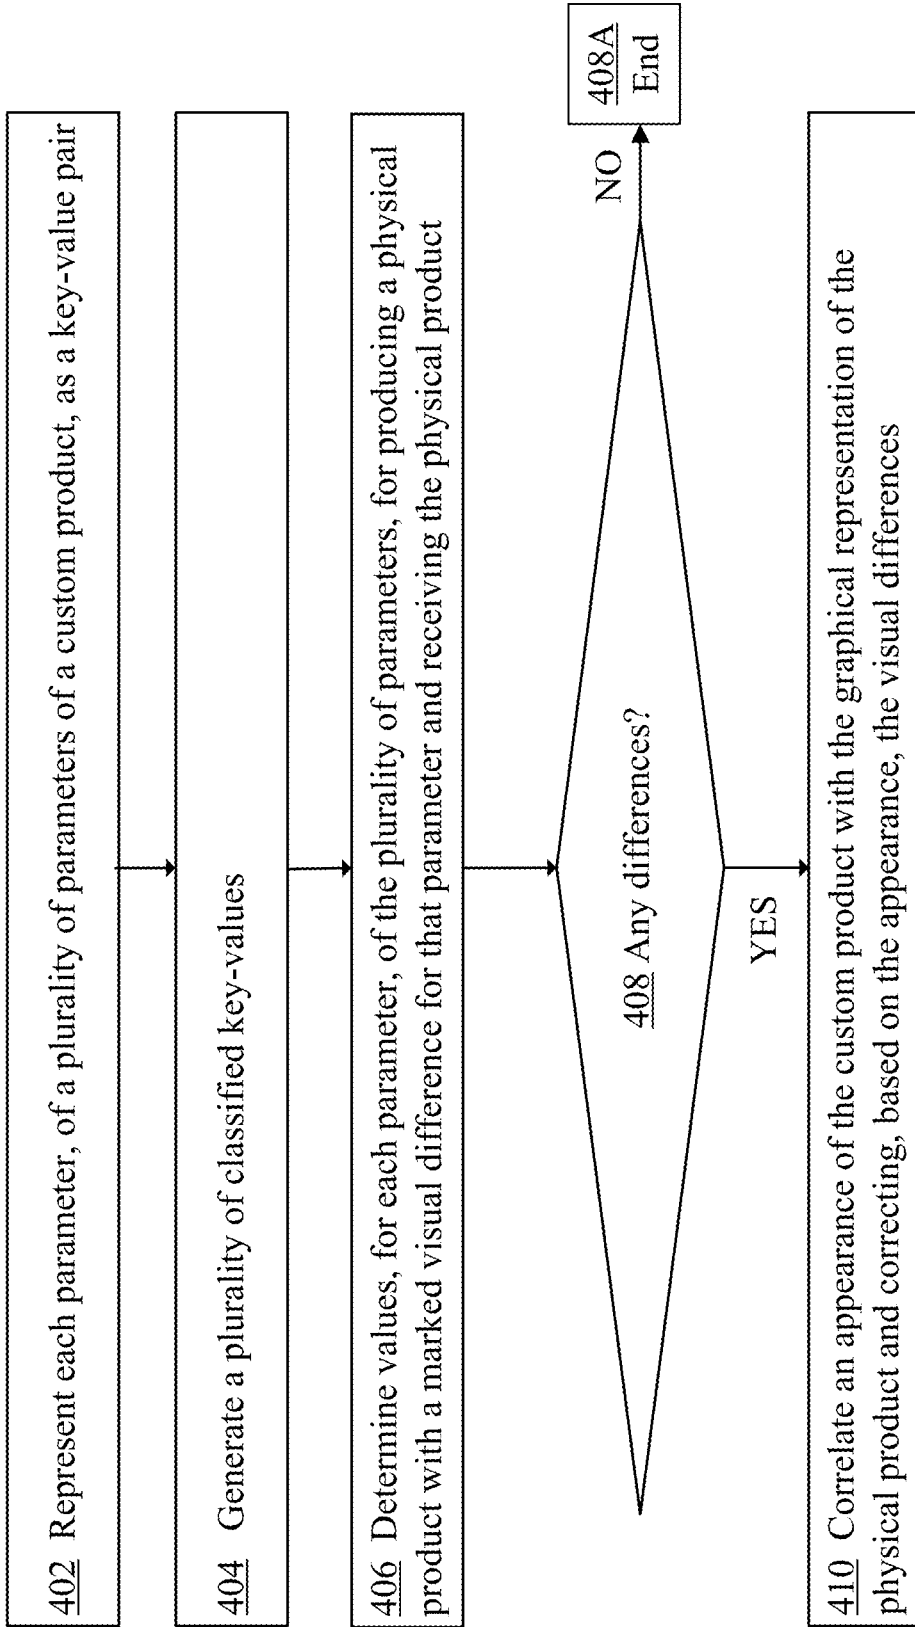 402 Represent each parameter, of a plurality of parameters of a custom product, as a key-value pair
404 Generate a plurality of classified key-values
406 Determine values, for each parameter, of the plurality of parameters, for producing a physical
product with a marked visual difference for that parameter and receiving the physical product
408 Any differences?
NO
408A
End
YES
410 Correlate an appearance of the custom product with the graphical representation of the
physical product and correcting, based on the appearance, the visual differences